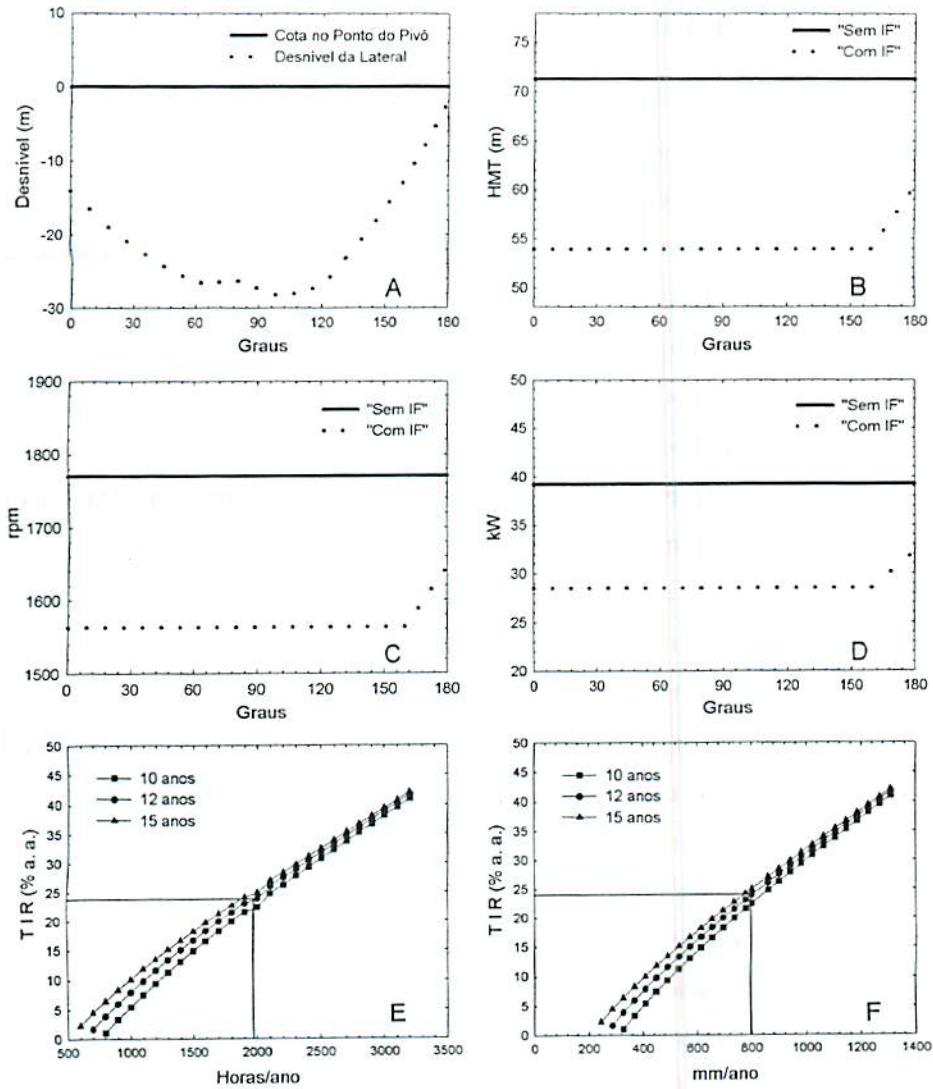 10
0
-10
-20
-30
Desnível (m)
Cota no Ponto do Pivô
Desnível da Lateral
A
0 30 60 90 120 150 180
Graus
75
70
65
60
55
50
HMT (m)
"Sem IF"
"Com IF"
B
0 30 60 90 120 150 180
Graus
1900
1800
1700
1600
1500
rpm
"Sem IF"
"Com IF"
C
0 30 60 90 120 150 180
Graus
50
45
40
35
30
25
20
kW
"Sem IF"
"Com IF"
D
0 30 60 90 120 150 180
Graus
50
45
40
35
30
25
20
15
10
5
0
T I R (% a. a.)
10 anos
12 anos
15 anos
E
500 1000 1500 2000 2500 3000 3500
Horas/ano
50
45
40
35
30
25
20
15
10
5
0
T I R (% a. a.)
10 anos
12 anos
15 anos
F
0 200 400 600 800 1000 1200 1400
mm/ano